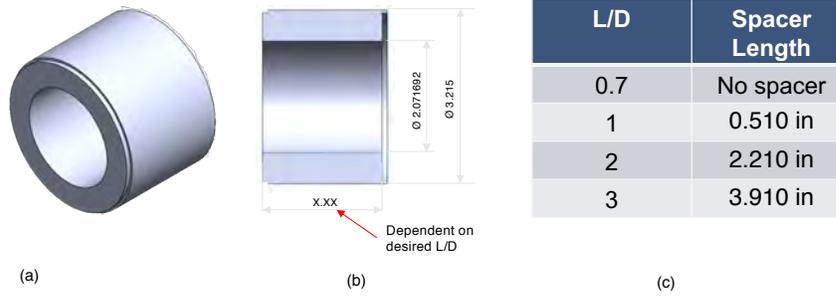 Ø 2.071692
Ø 3.215
X.XX
Dependent on
desired L/D
(a)
(b)
L/D Spacer
Length
0.7 No spacer
1 0.510 in
2 2.210 in
3 3.910 in
(c)